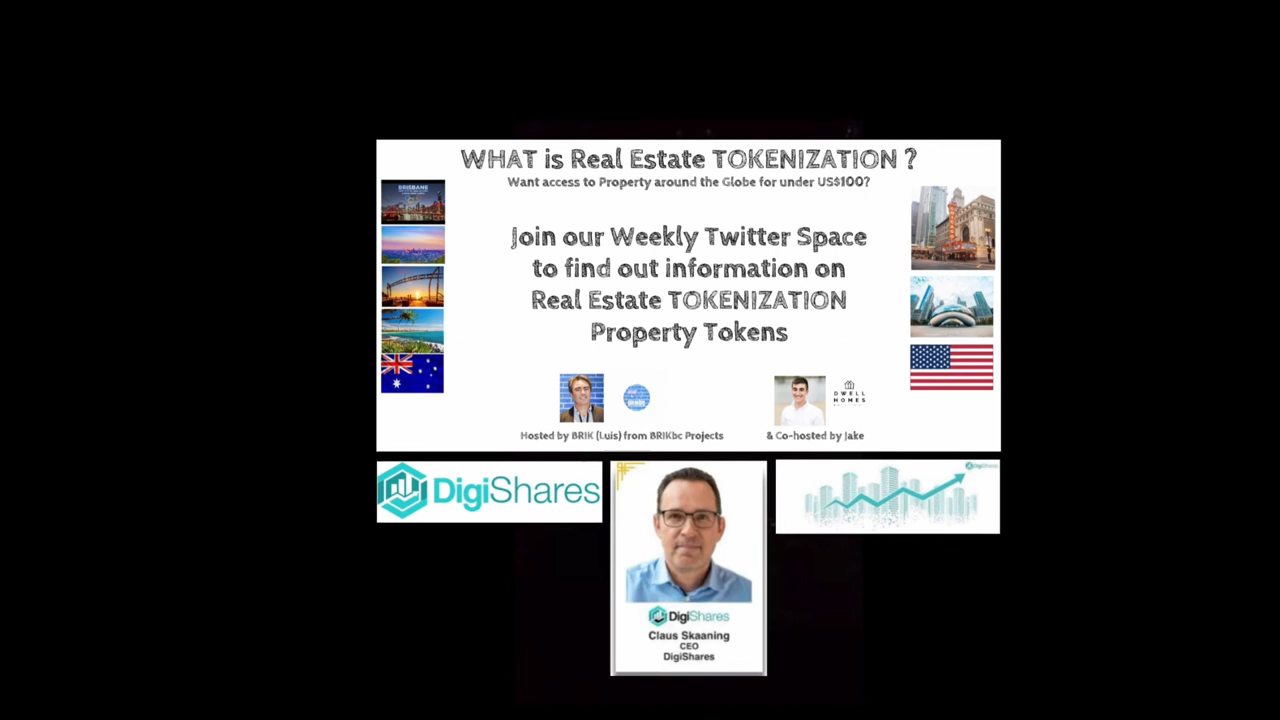 WHAT is Real Estate TOKENIZATION ?
Want access to Property around the Globe for under US$100?
BRISBANE
Join our Weekly Twitter Space
to find out information on
Real Estate TOKENIZATION
Property Tokens
DWELL
HOMES
Hosted by BRIK (Luis) from BRIKbc Projects
& Co-hosted by Jake
DigiShares
DigiShares
DigiShares
Claus Skaaning
CEO
DigiShares